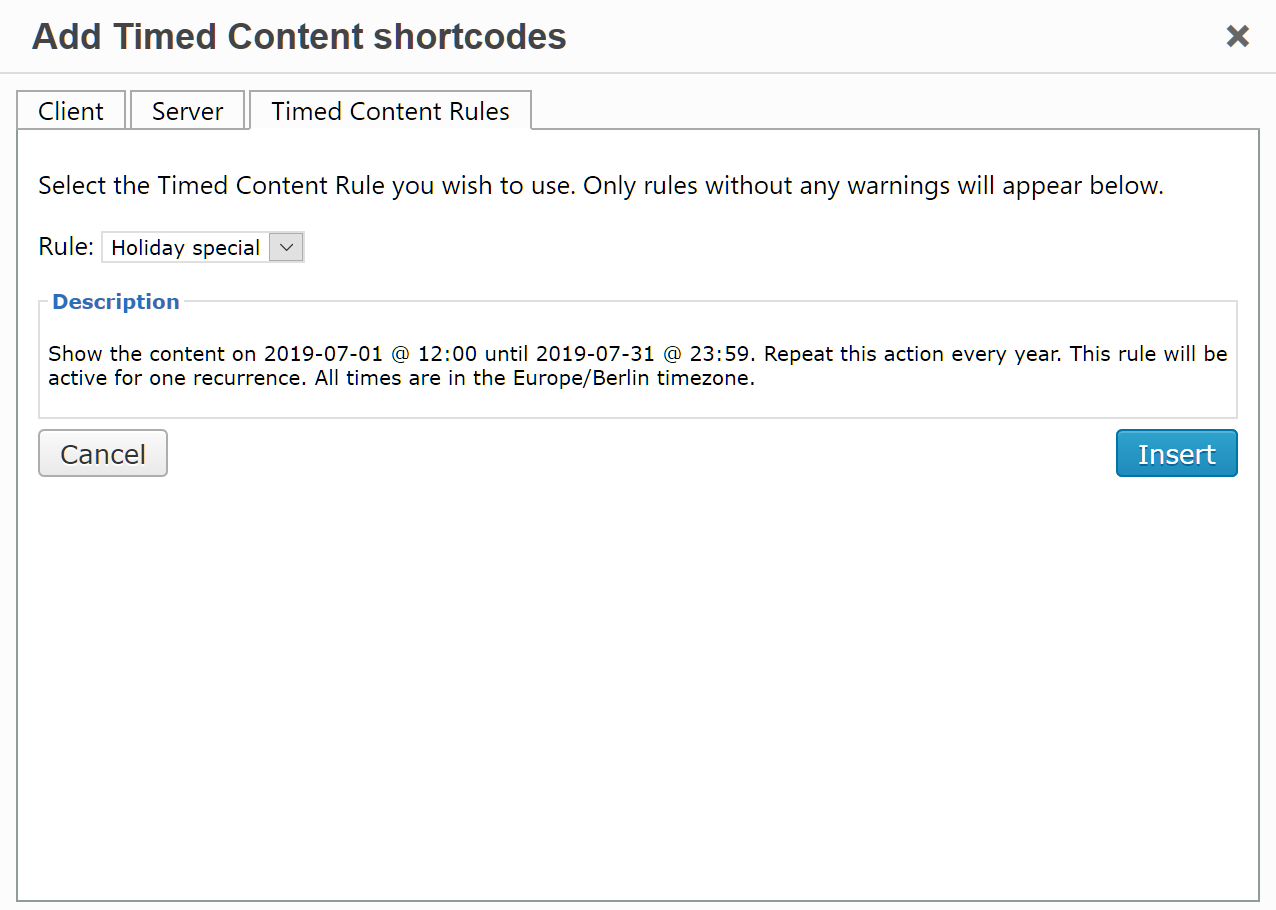 Add Timed Content shortcodes
Client
Server
Timed Content Rules
Select the Timed Content Rule you wish to use. Only rules without any warnings will appear below.
Rule: Holiday special
Description
Show the content on 2019-07-01 @ 12:00 until 2019-07-31 @ 23:59. Repeat this action every year. This rule will be
active for one recurrence. All times are in the Europe/Berlin timezone.
Cancel
Insert